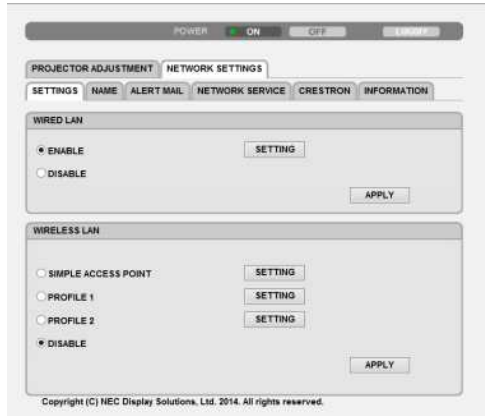 POWER ON OFF LOGOFF
PROJECTOR ADJUSTMENT NETWORK SETTINGS
SETTINGS NAME ALERT MAIL NETWORK SERVICE CRESTRON INFORMATION
WIRED LAN
ENABLE SETTING
DISABLE
APPLY
WIRELESS LAN
SIMPLE ACCESS POINT SETTING
PROFILE 1 SETTING
PROFILE 2 SETTING
DISABLE
APPLY
Copyright (C) NEC Display Solutions, Ltd. 2014. All rights reserved.